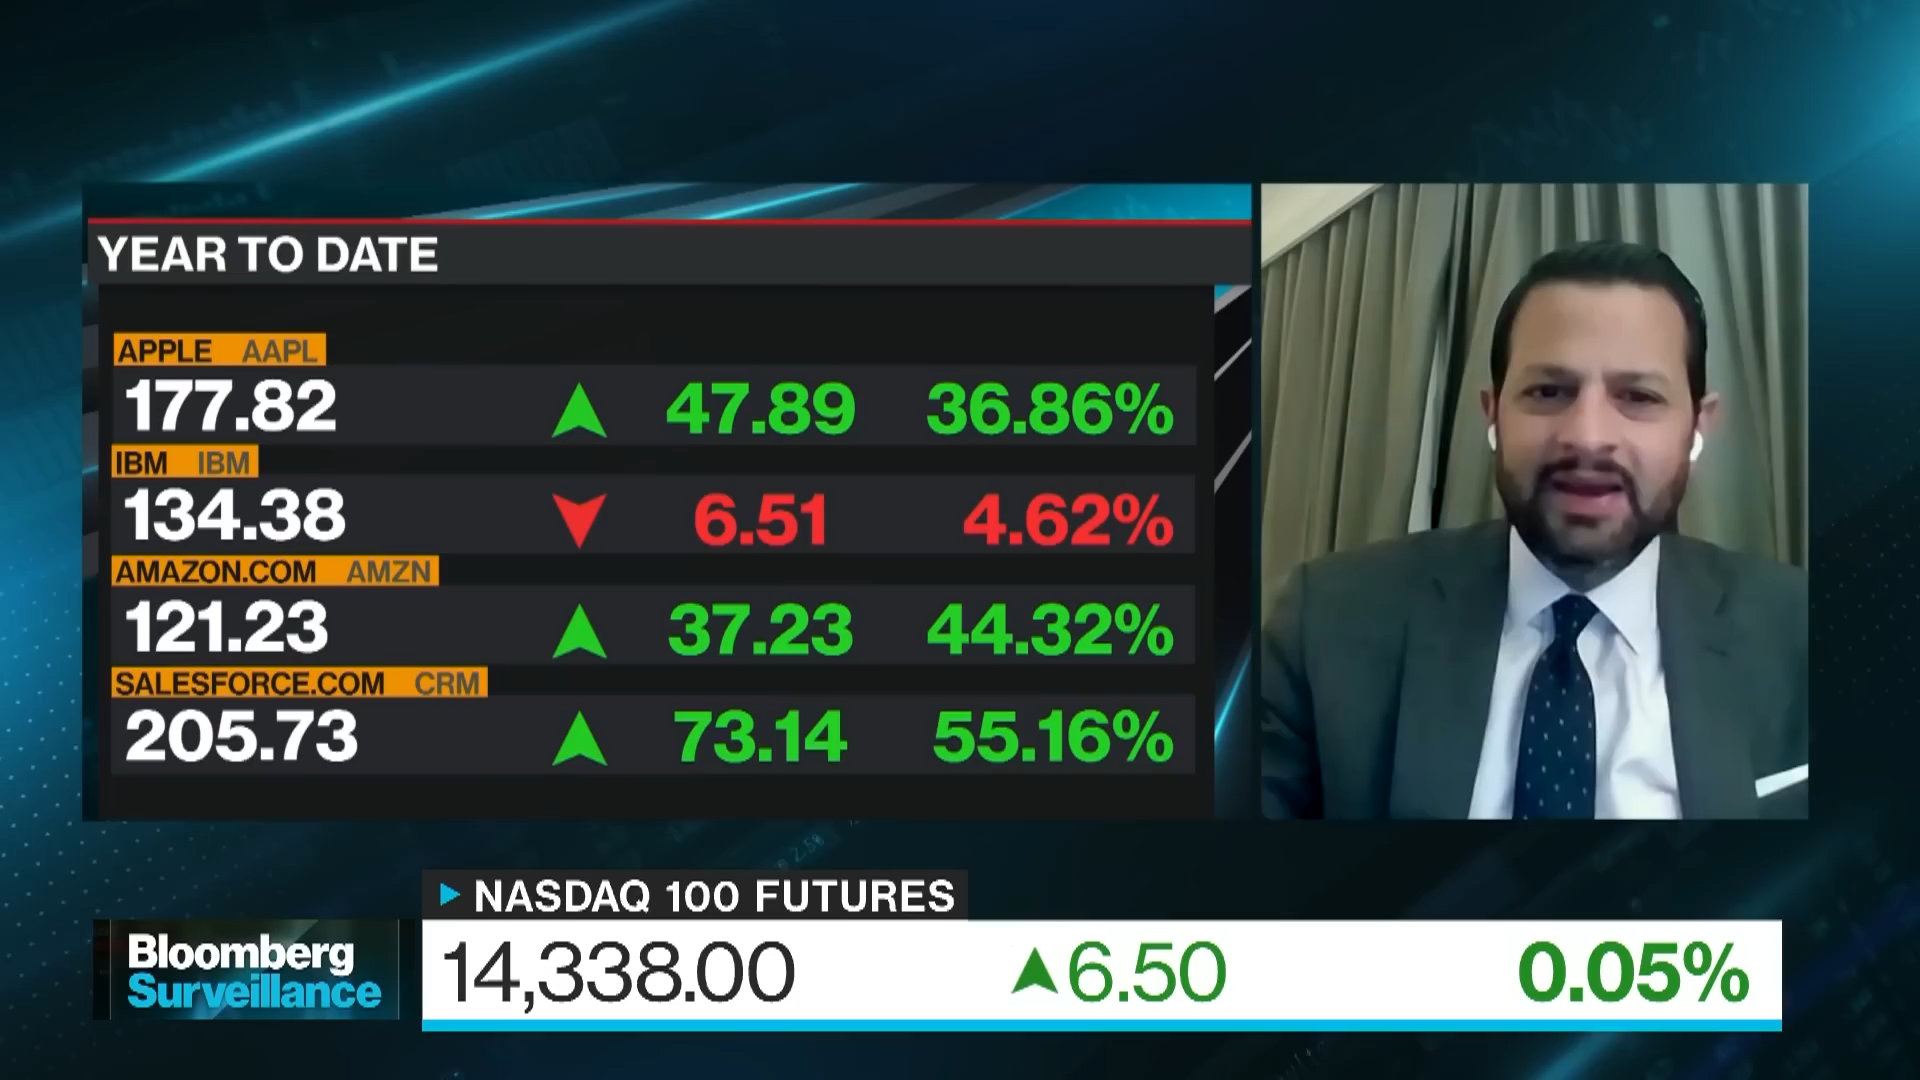 YEAR TO DATE
APPLE AAPL
177.82 47.89 36.86%
IBM IBM
134.38 6.51 4.62%
AMAZON.COM AMZN
121.23 37.23 44.32%
SALESFORCE.COM CRM
205.73 73.14 55.16%
NASDAQ 100 FUTURES
Bloomberg
Surveillance
14,338.00 6.50 0.05%